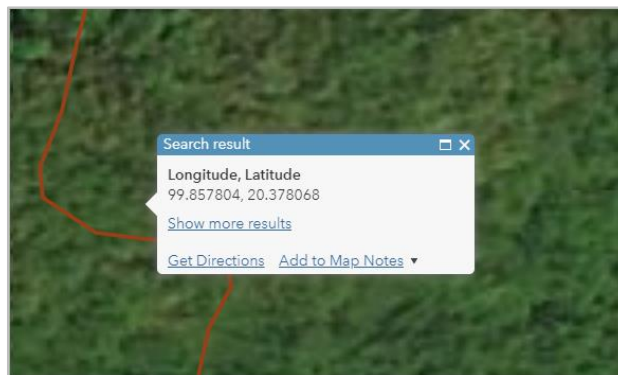 Search result
Longitude, Latitude
99.857804, 20.378068
Show more results
Get Directions Add to Map Notes